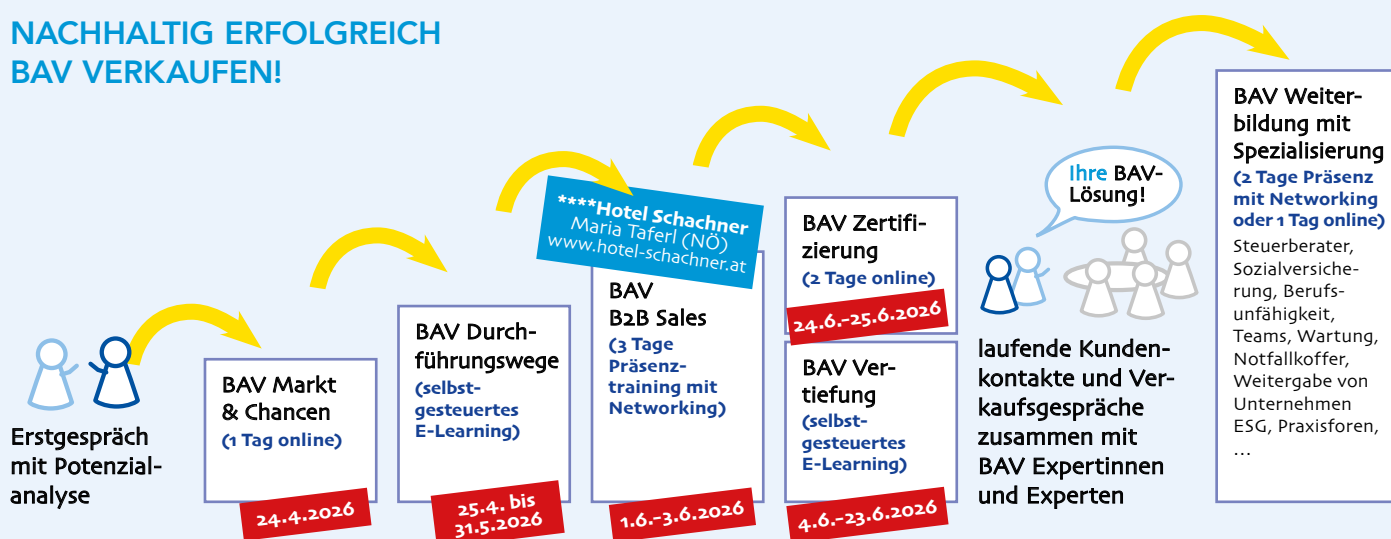 NACHHALTIG ERFOLGREICH
BAV VERKAUFEN!
Erstgespräch
mit Potenzial-
analyse
BAV Markt
& Chancen
(1 Tag online)
24.4.2026
BAV Durch-
führungswege
(selbst-
gesteuertes
E-Learning)
25.4. bis
31.5.2026
****Hotel Schachner
Maria Taferl (NÖ)
www.hotel-schachner.at
BAV
B2B Sales
(3 Tage
Präsenz-
training mit
Networking)
1.6.-3.6.2026
BAV Zertifi-
zierung
(2 Tage online)
24.6.-25.6.2026
BAV Ver-
tiefung
(selbst-
gesteuertes
E-Learning)
4.6.-23.6.2026
Ihre BAV-
Lösung!
laufende Kunden-
kontakte und Ver-
kaufsgespräche
zusammen mit
BAV Expertinnen
und Experten
BAV Weiter-
bildung mit
Spezialisierung
(2 Tage Präsenz
mit Networking
oder 1 Tag online)
Steuerberater,
Sozialversiche-
rung, Berufs-
unfähigkeit,
Teams, Wartung,
Notfallkoffer,
Weitergabe von
Unternehmen
ESG, Praxisforen,
…